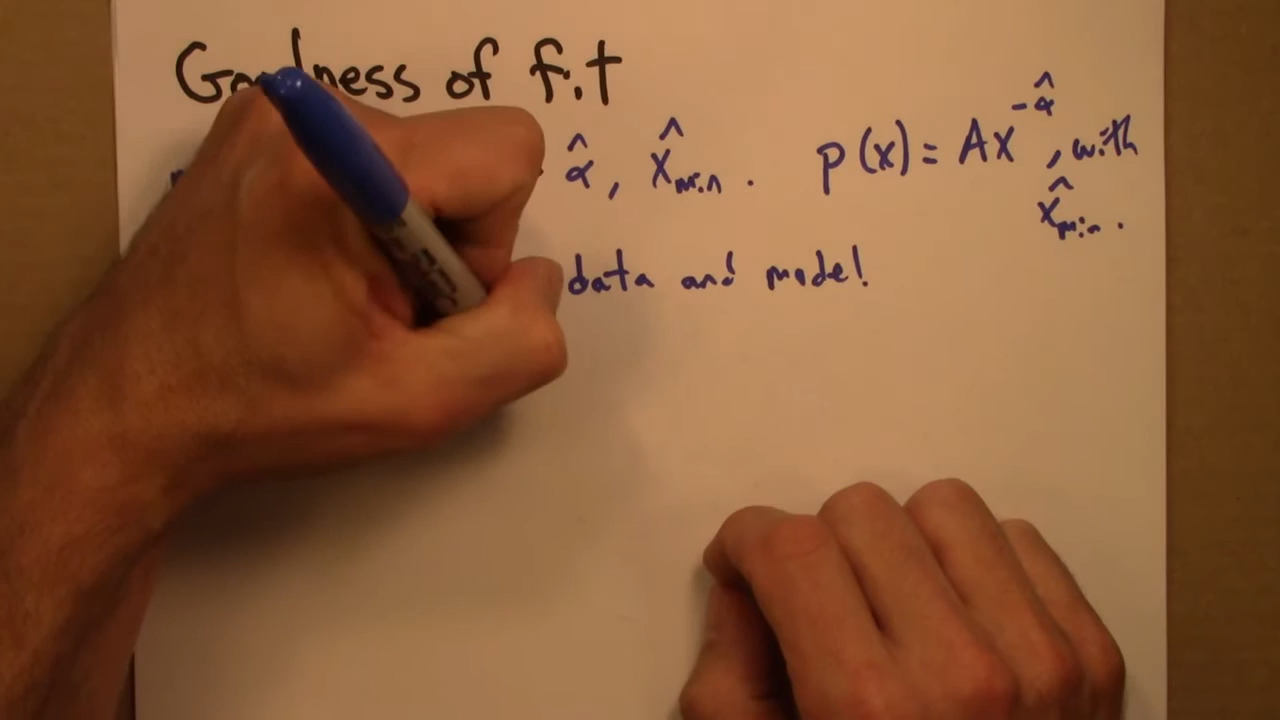 Goodness of fit
α̂, x̂min. p(x) = Ax^-α̂, with
x̂min.
data and model